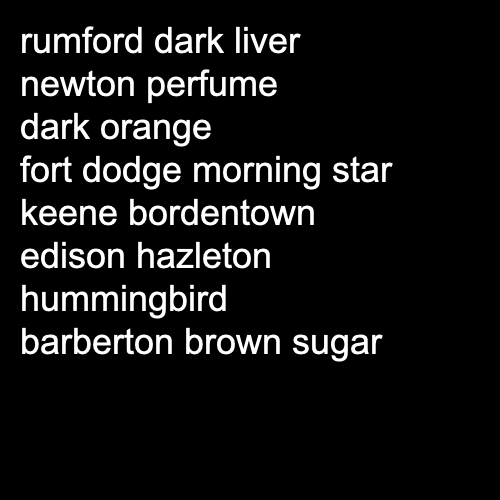 rumford dark liver
newton perfume
dark orange
fort dodge morning star
keene bordentown
edison hazleton
hummingbird
barberton brown sugar